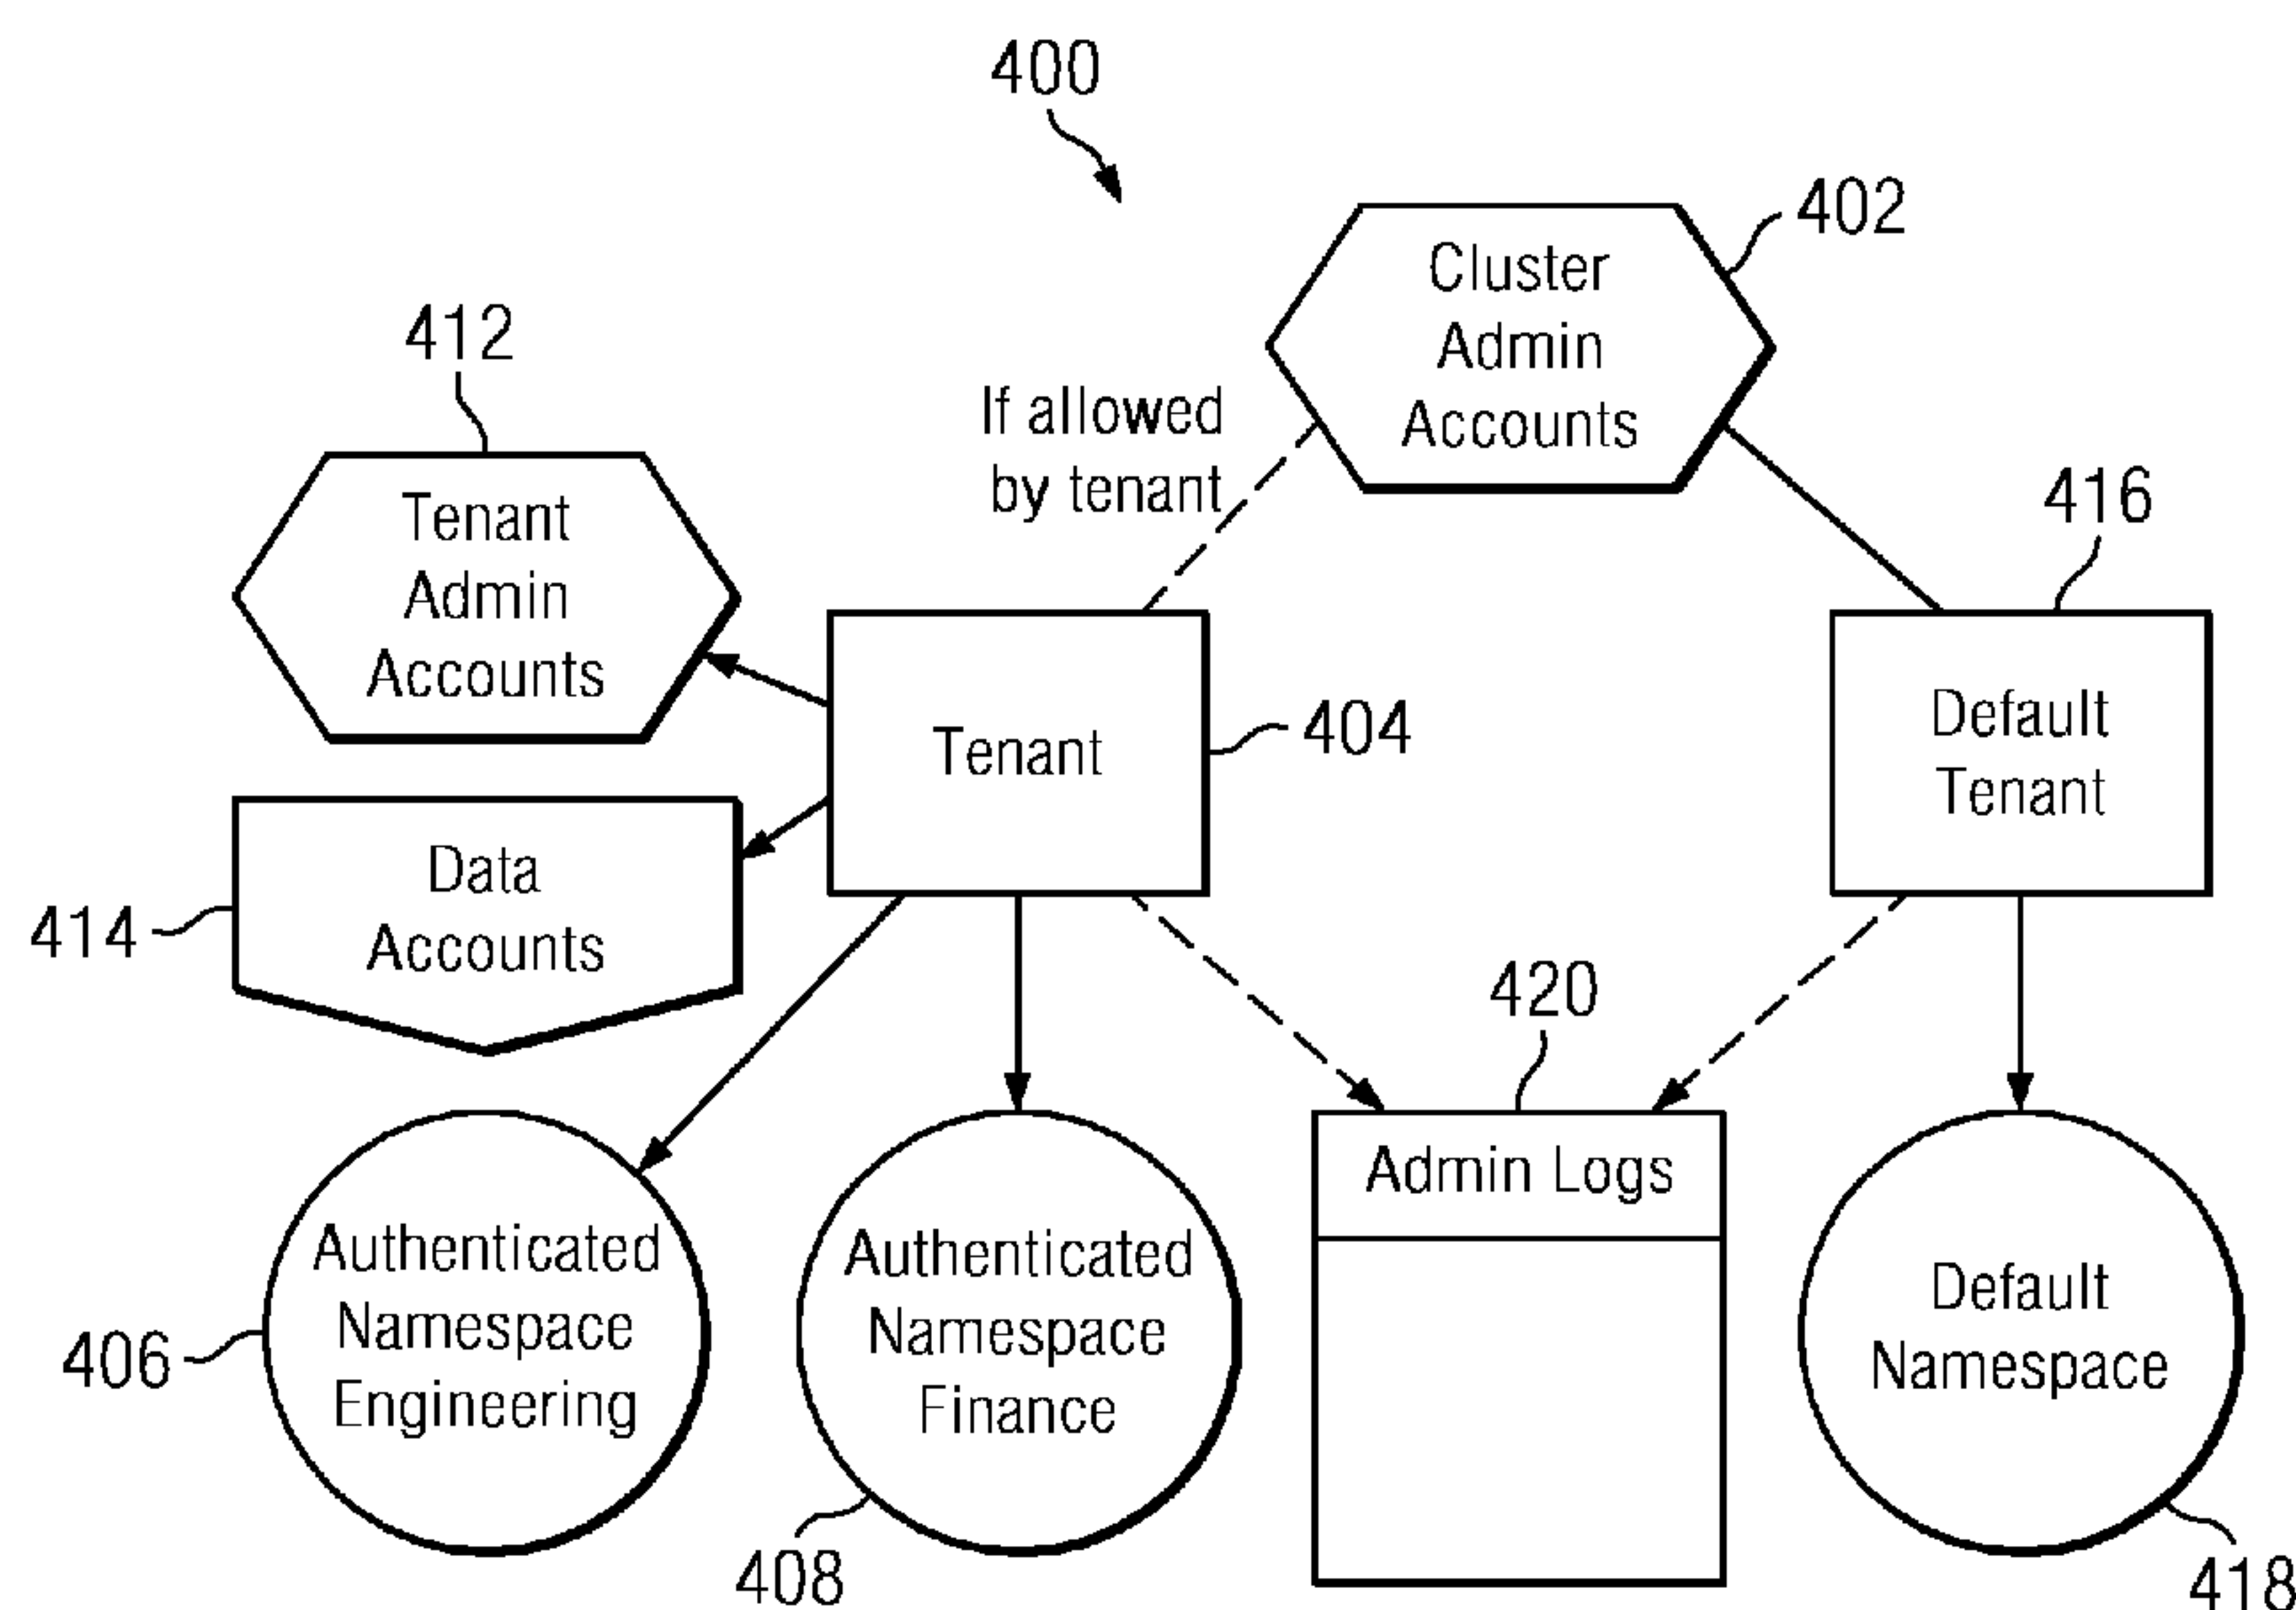 400
402
Cluster
Admin
Accounts
412
If allowed
by tenant
416
Tenant
Admin
Accounts
404
Tenant
Default
Tenant
Data
Accounts
414
420
Admin Logs
Authenticated
Namespace
Engineering
406
Authenticated
Namespace
Finance
408
Default
Namespace
418